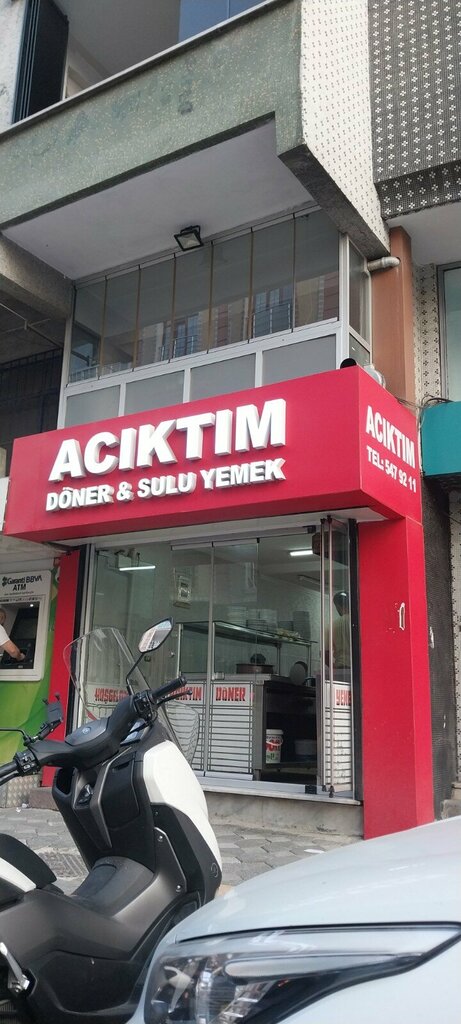 ACIKTIM
DÖNER & SULU YEMEK
ACIKTIM
TEL: 547 92 11
Garanti BBVA
ATM
DÖNER